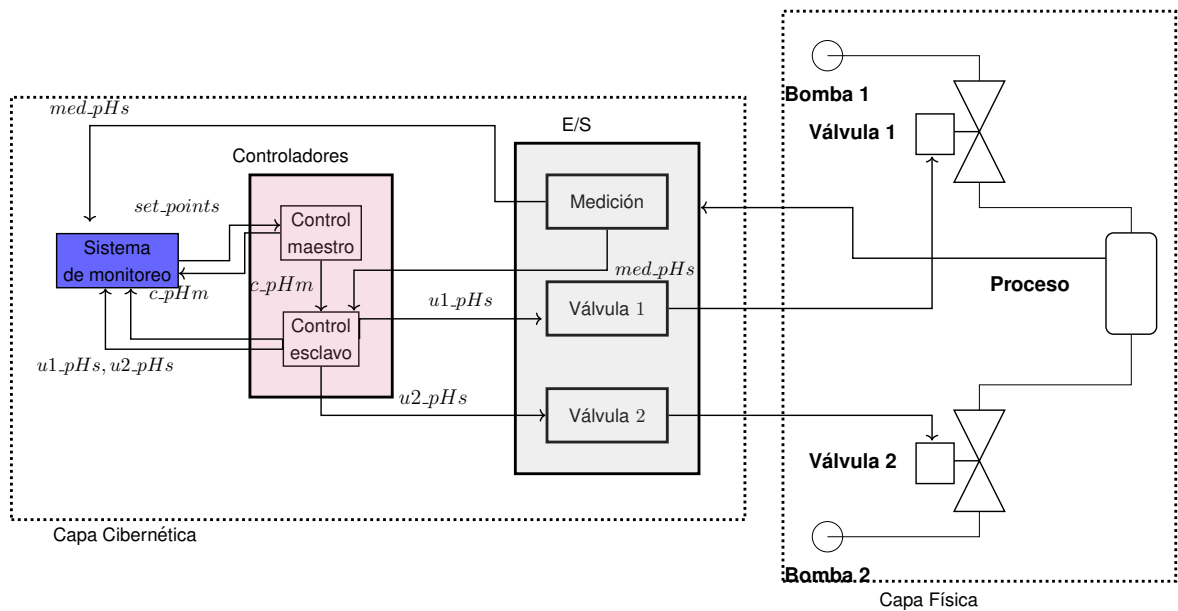 Bomba 1
Válvula 1
med_pHs
E/S
Controladores
Medición
set_points
Control
maestro
Sistema
de monitoreo
c_pHm
c_pHm
med_pHs
Proceso
u1_pHs
Válvula 1
Control
esclavo
u1_pHs, u2_pHs
u2_pHs
Válvula 2
Válvula 2
Capa Cibernética
Bomba 2
Capa Física